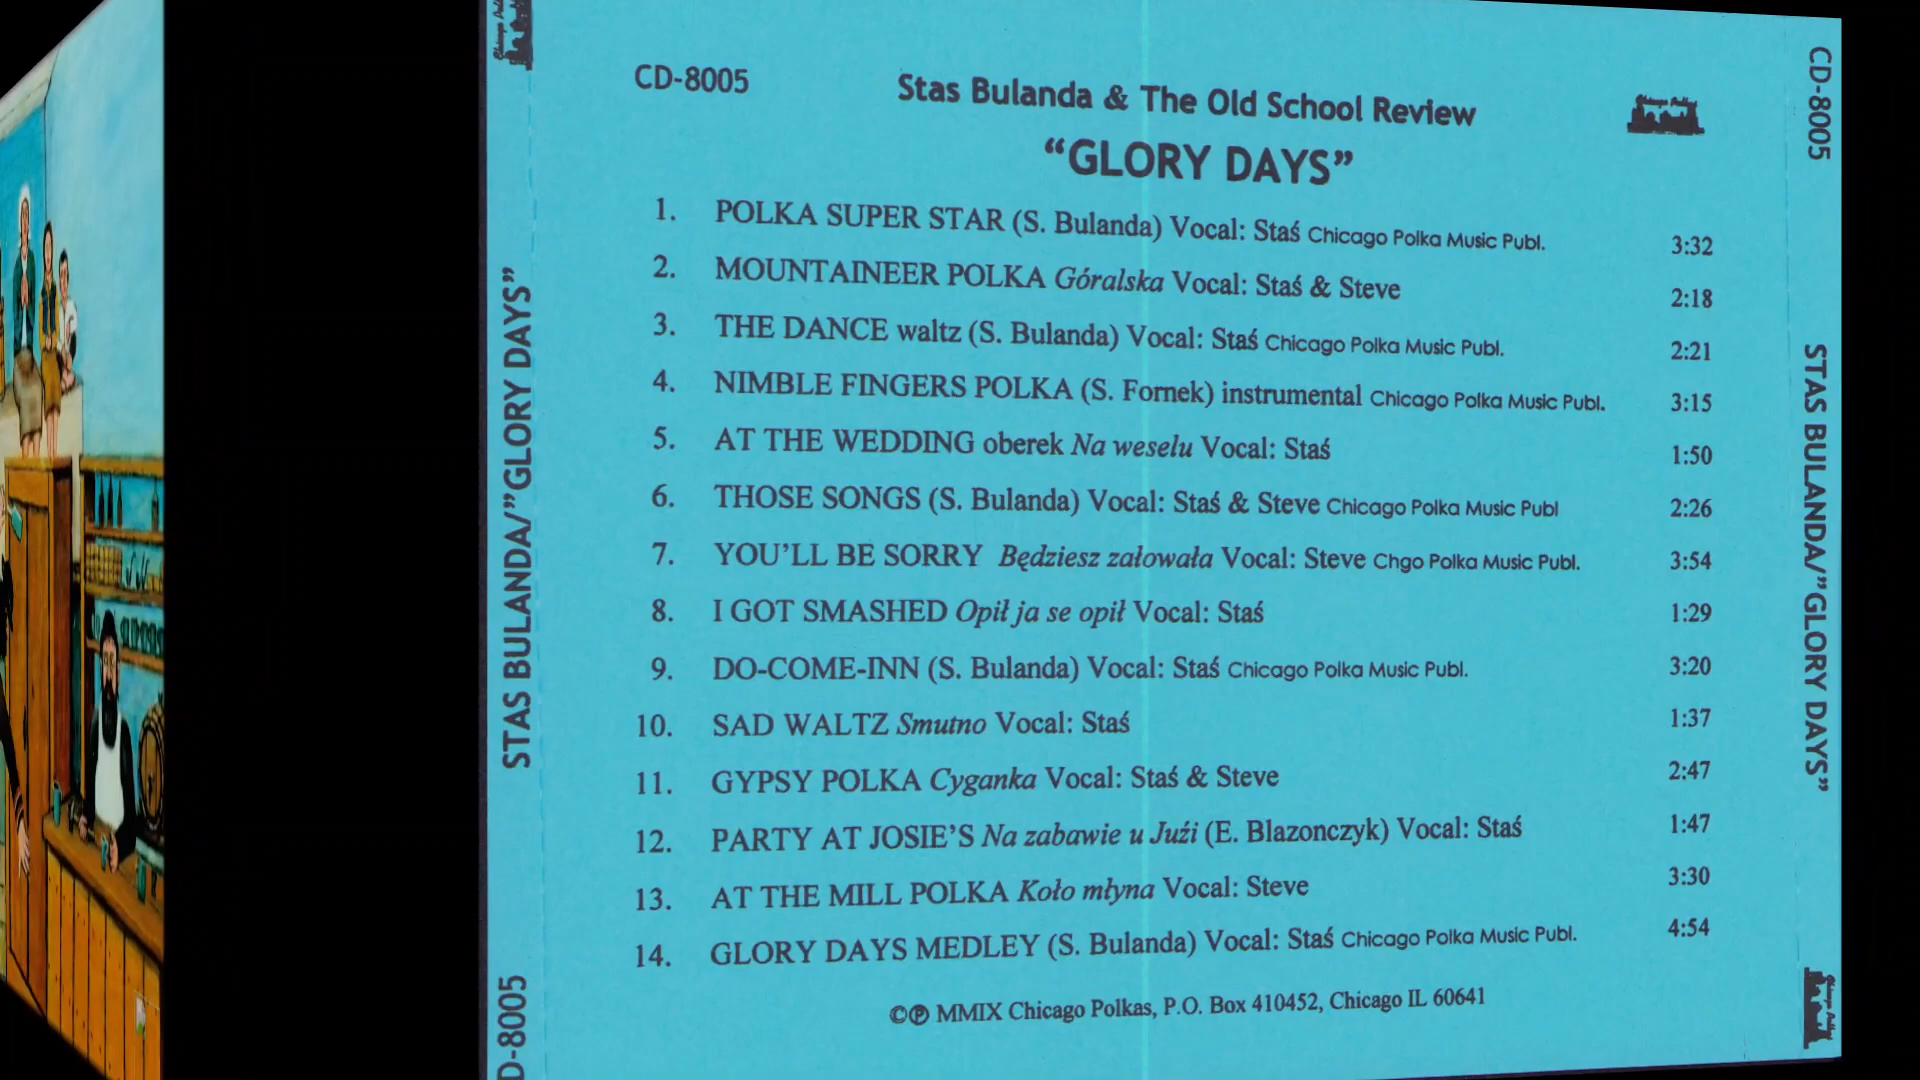 CD-8005
Stas Bulanda & The Old School Review
"GLORY DAYS"
1. POLKA SUPER STAR (S. Bulanda) Vocal: Staś Chicago Polka Music Publ. 3:32
2. MOUNTAINEER POLKA Góralska Vocal: Staś & Steve 2:18
3. THE DANCE waltz (S. Bulanda) Vocal: Staś Chicago Polka Music Publ. 2:21
4. NIMBLE FINGERS POLKA (S. Fornek) instrumental Chicago Polka Music Publ. 3:15
5. AT THE WEDDING oberek Na weselu Vocal: Staś 1:50
6. THOSE SONGS (S. Bulanda) Vocal: Staś & Steve Chicago Polka Music Publ 2:26
7. YOU'LL BE SORRY Będziesz załowała Vocal: Steve Chgo Polka Music Publ. 3:54
8. I GOT SMASHED Opił ja se opił Vocal: Staś 1:29
9. DO-COME-INN (S. Bulanda) Vocal: Staś Chicago Polka Music Publ. 3:20
10. SAD WALTZ Smutno Vocal: Staś 1:37
11. GYPSY POLKA Cyganka Vocal: Staś & Steve 2:47
12. PARTY AT JOSIE'S Na zabawie u Juźi (E. Blazonczyk) Vocal: Staś 1:47
13. AT THE MILL POLKA Koło młyna Vocal: Steve 3:30
14. GLORY DAYS MEDLEY (S. Bulanda) Vocal: Staś Chicago Polka Music Publ. 4:54
©℗ MMIX Chicago Polkas, P.O. Box 410452, Chicago IL 60641
STAS BULANDA/"GLORY DAYS"
D-8005
CD-8005
STAS BULANDA/"GLORY DAYS"